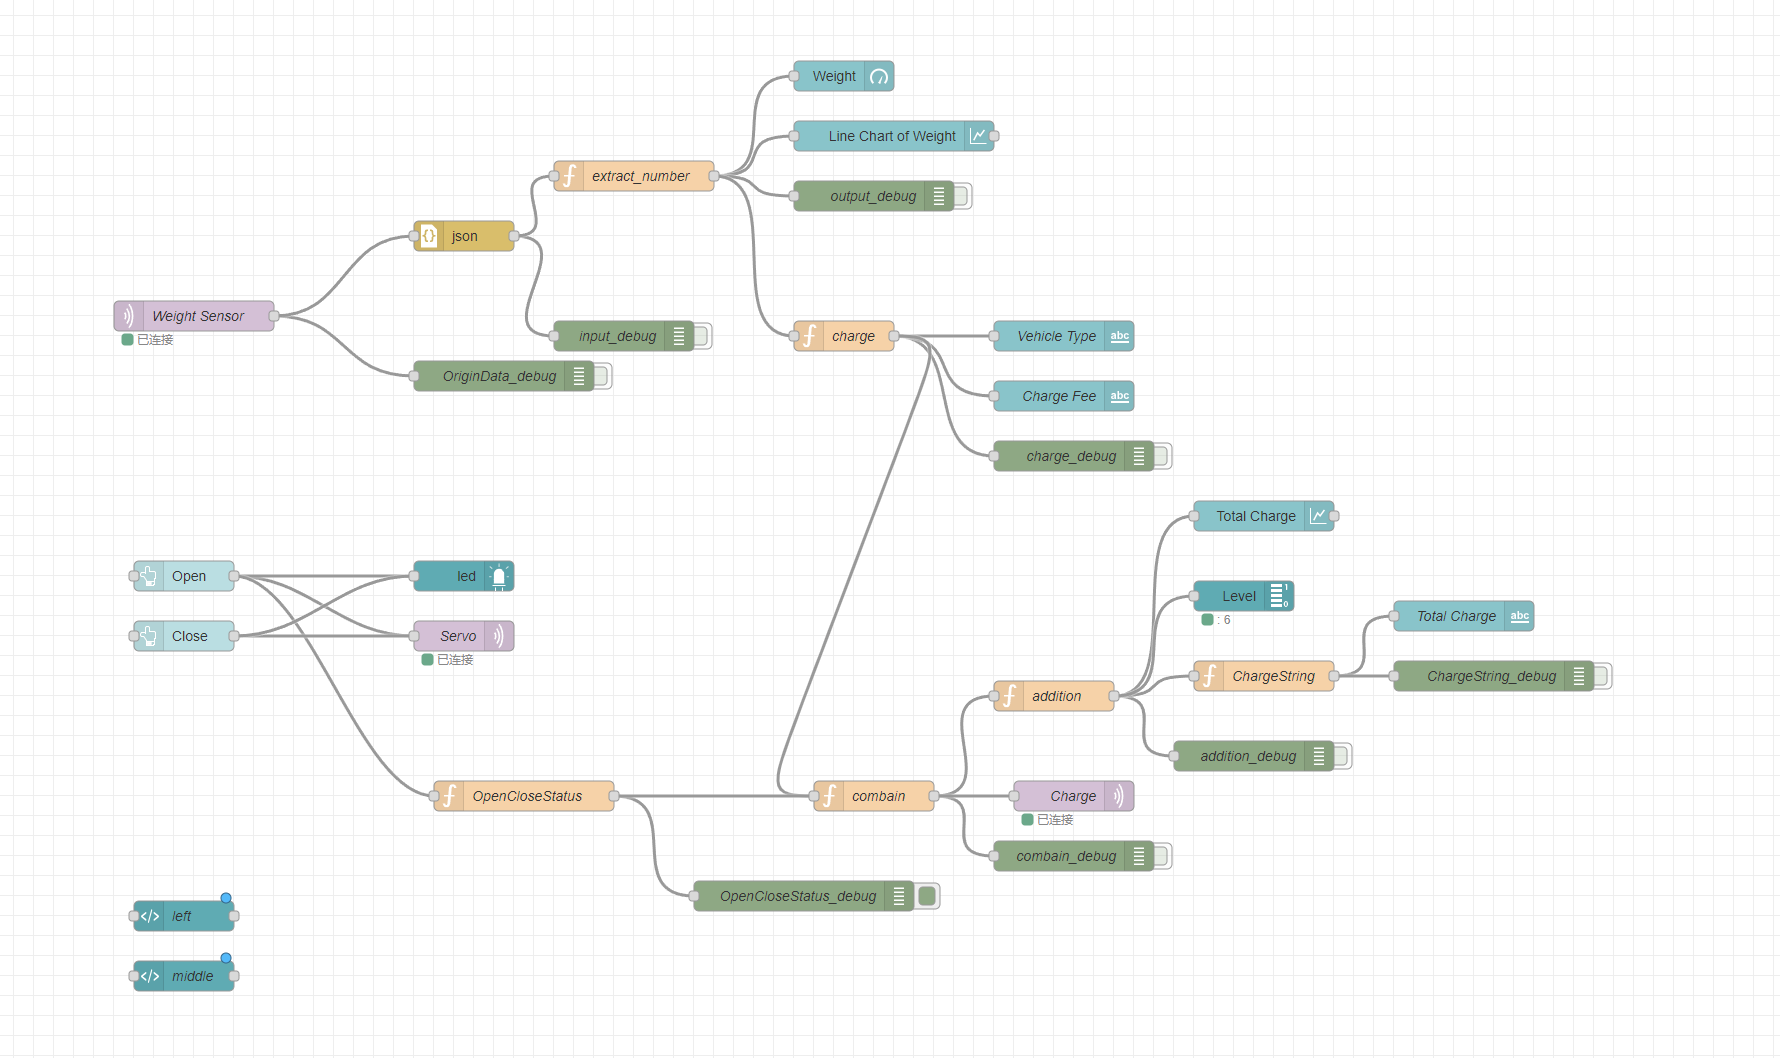 Weight
Line Chart of Weight
extract_number
output_debug
json
{}
Weight Sensor
已连接
input_debug
charge
Vehicle Type
abc
OriginData_debug
Charge Fee
abc
charge_debug
Total Charge
Open
led
Level
1
0
: 6
Total Charge
abc
Close
Servo
已连接
ChargeString
ChargeString_debug
addition
addition_debug
OpenCloseStatus
combain
Charge
已连接
combain_debug
OpenCloseStatus_debug
</> left
</> middle